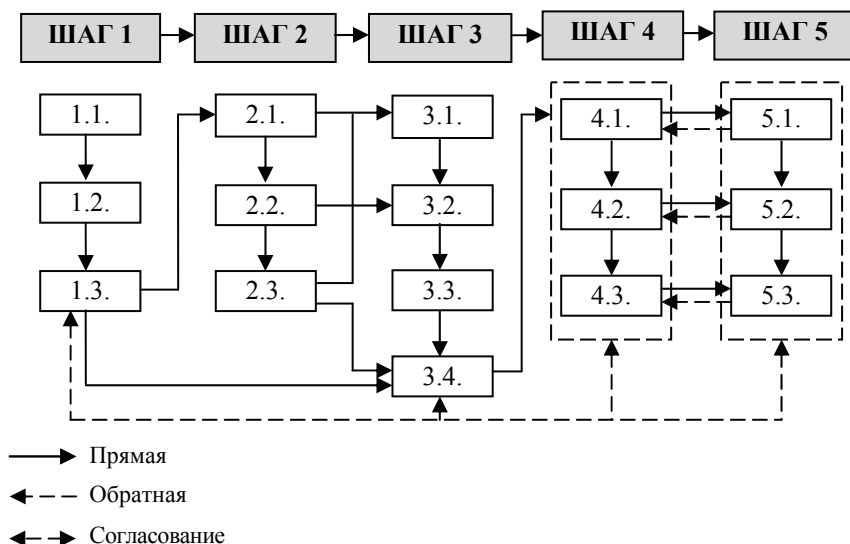 ШАГ 1 ШАГ 2 ШАГ 3 ШАГ 4 ШАГ 5
1.1. 2.1. 3.1. 4.1. 5.1.
1.2. 2.2. 3.2. 4.2. 5.2.
1.3. 2.3. 3.3. 4.3. 5.3.
3.4.
Прямая
Обратная
Согласование